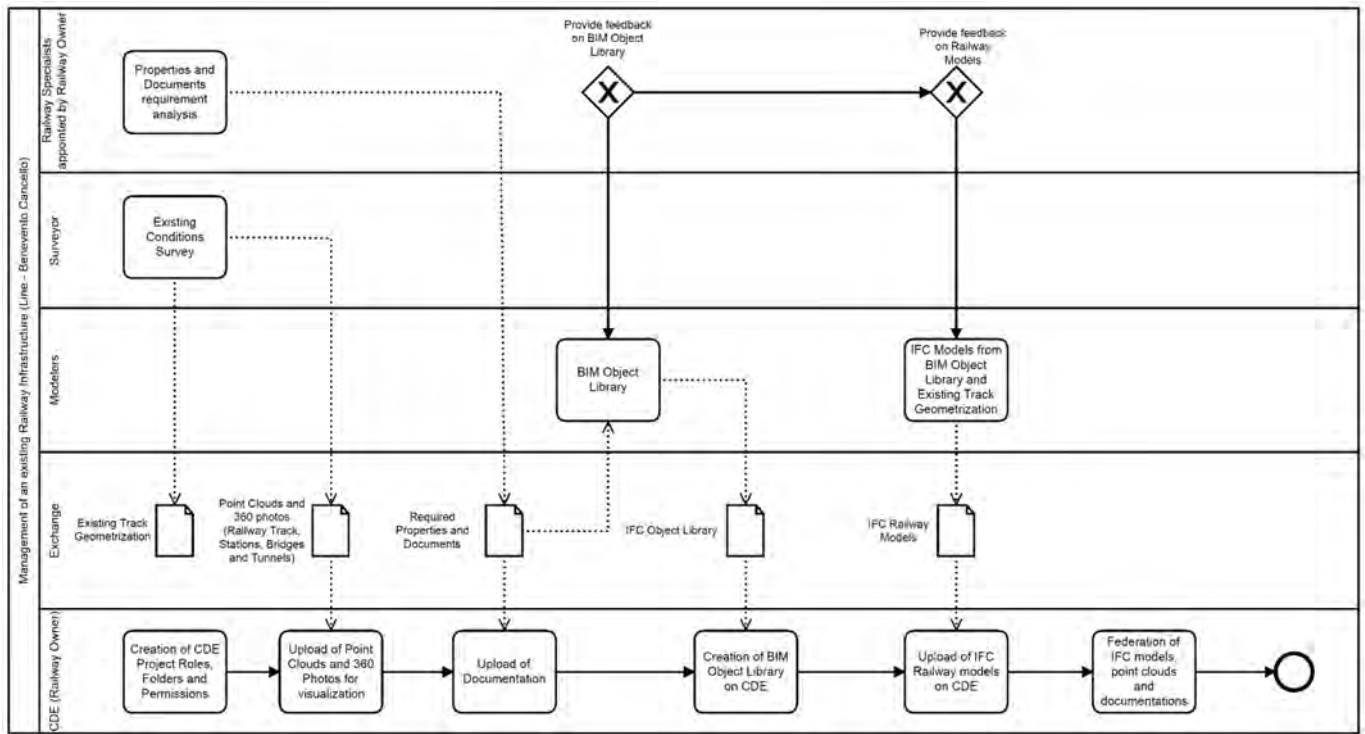 Management of an existing Railway Infrastructure (Line - Benevento Cancello)
Railway Specialists
appointed by Railway Owner
Properties and
Documents
requirement
analysis
Provide feedback
on BIM Object
Library
X
Provide feedback
on Railway
Models
X
Surveyor
Existing
Conditions
Survey
Modelers
BIM Object
Library
IFC Models from
BIM Object
Library and
Existing Track
Geometrization
Exchange
Existing Track
Geometrization
Point Clouds and
360 photos
(Railway Track,
Stations, Bridges
and Tunnels)
Required
Properties and
Documents
IFC Object Library
IFC Railway
Models
CDE (Railway Owner)
Creation of CDE
Project Roles,
Folders and
Permissions
Upload of Point
Clouds and 360
Photos for
visualization
Upload of
Documentation
Creation of BIM
Object Library
on CDE
Upload of IFC
Railway models
on CDE
Federation of
IFC models,
point clouds
and
documentations